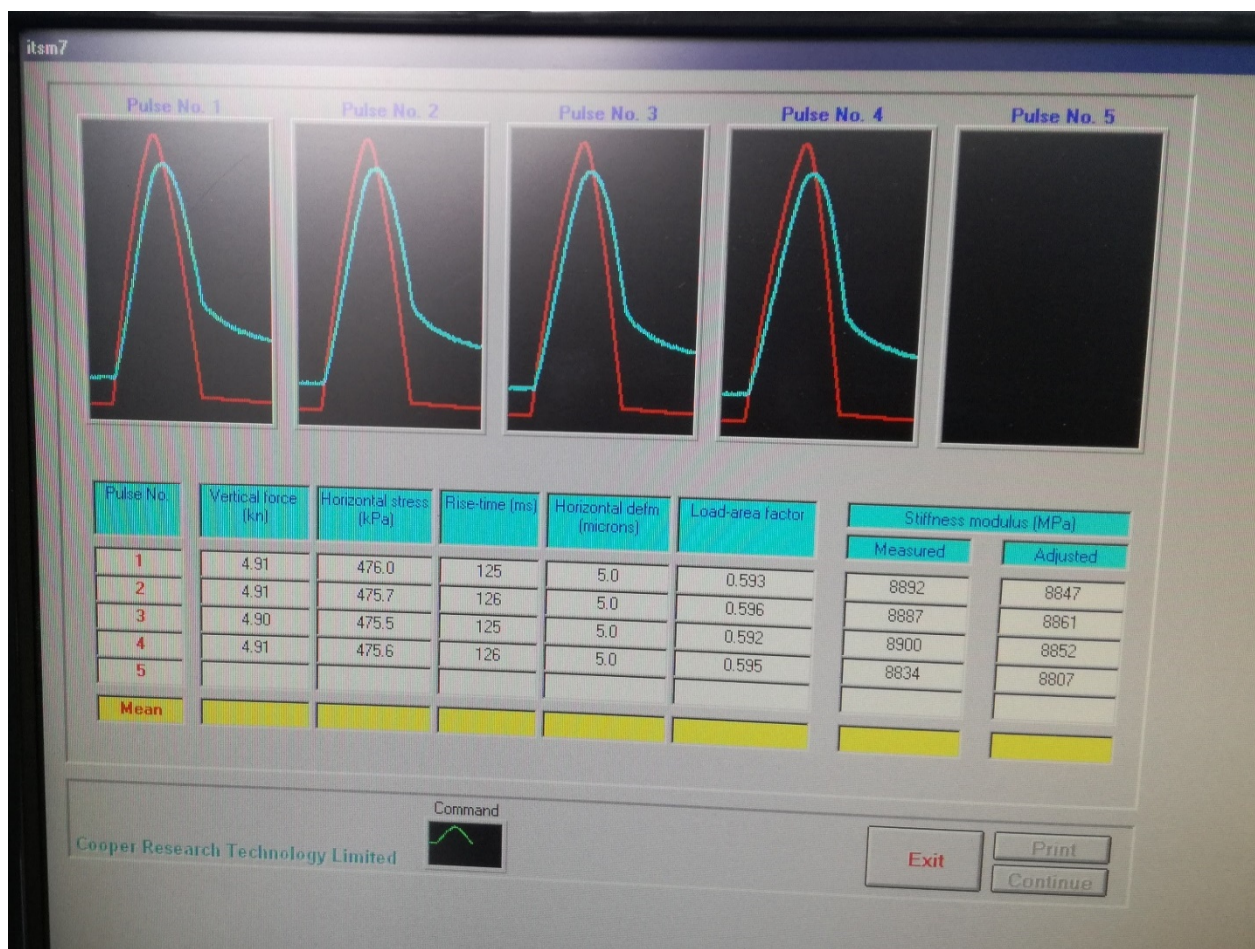 itsm7
Pulse No. 1 Pulse No. 2 Pulse No. 3 Pulse No. 4 Pulse No. 5
Pulse No. Vertical force (kn) Horizontal stress (kPa) Rise-time (ms) Horizontal defm (microns) Load-area factor Stiffness modulus (MPa)
Measured Adjusted
1 4.91 476.0 125 5.0 0.593 8892 8847
2 4.91 475.7 126 5.0 0.596 8887 8861
3 4.90 475.5 125 5.0 0.592 8900 8852
4 4.91 475.6 126 5.0 0.595 8834 8807
5
Mean
Command
Cooper Research Technology Limited
Exit
Print
Continue